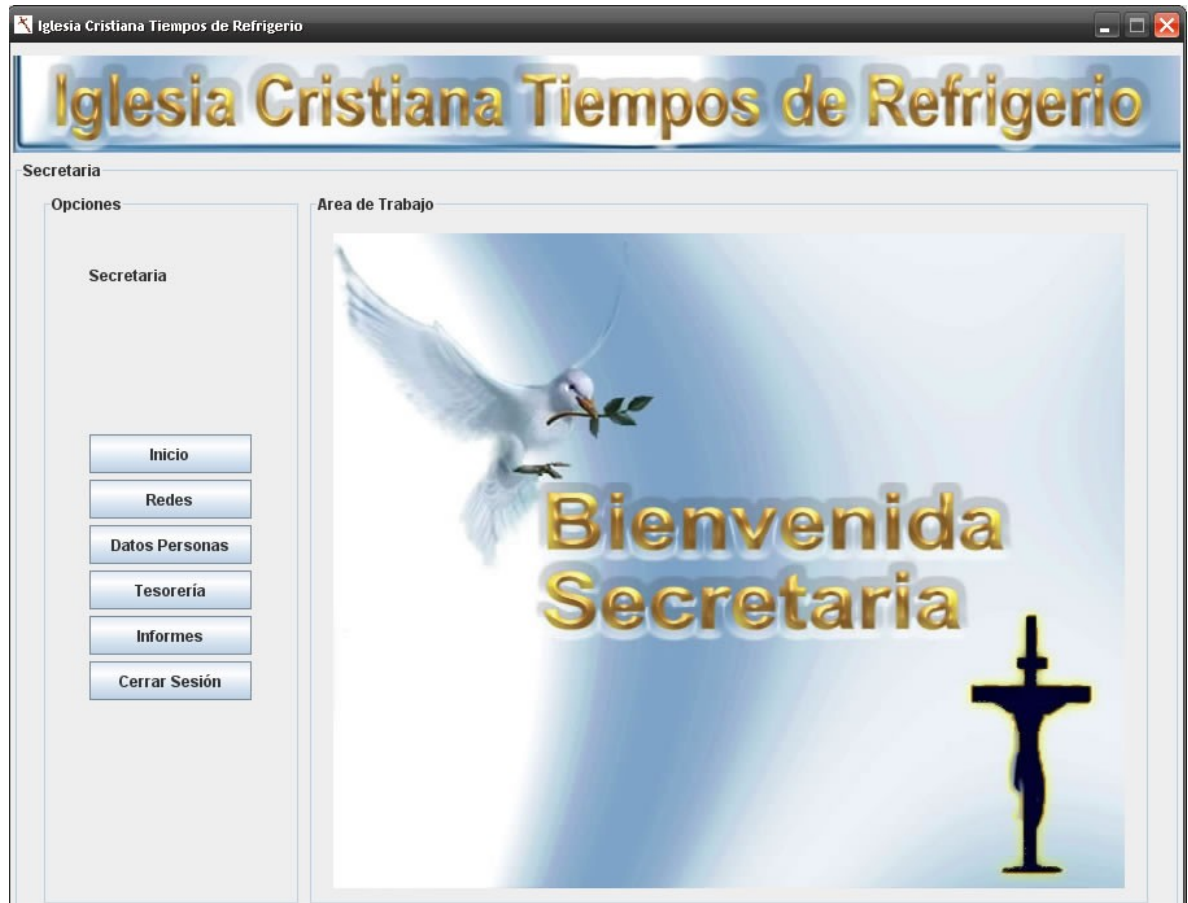 Iglesia Cristiana Tiempos de Refrigerio
Iglesia Cristiana Tiempos de Refrigerio
Secretaria
Opciones
Secretaria
Inicio
Redes
Datos Personas
Tesorería
Informes
Cerrar Sesión
Area de Trabajo
Bienvenida
Secretaria